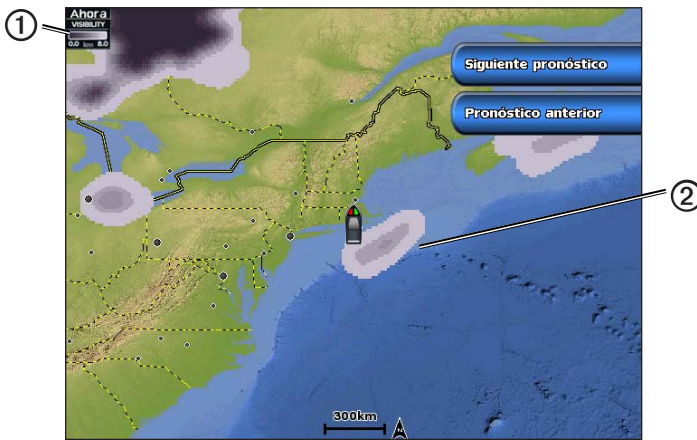 ①
Ahora
VISIBILITY
0.0 km 8.0
Siguiente pronóstico
Pronóstico anterior
②
300km